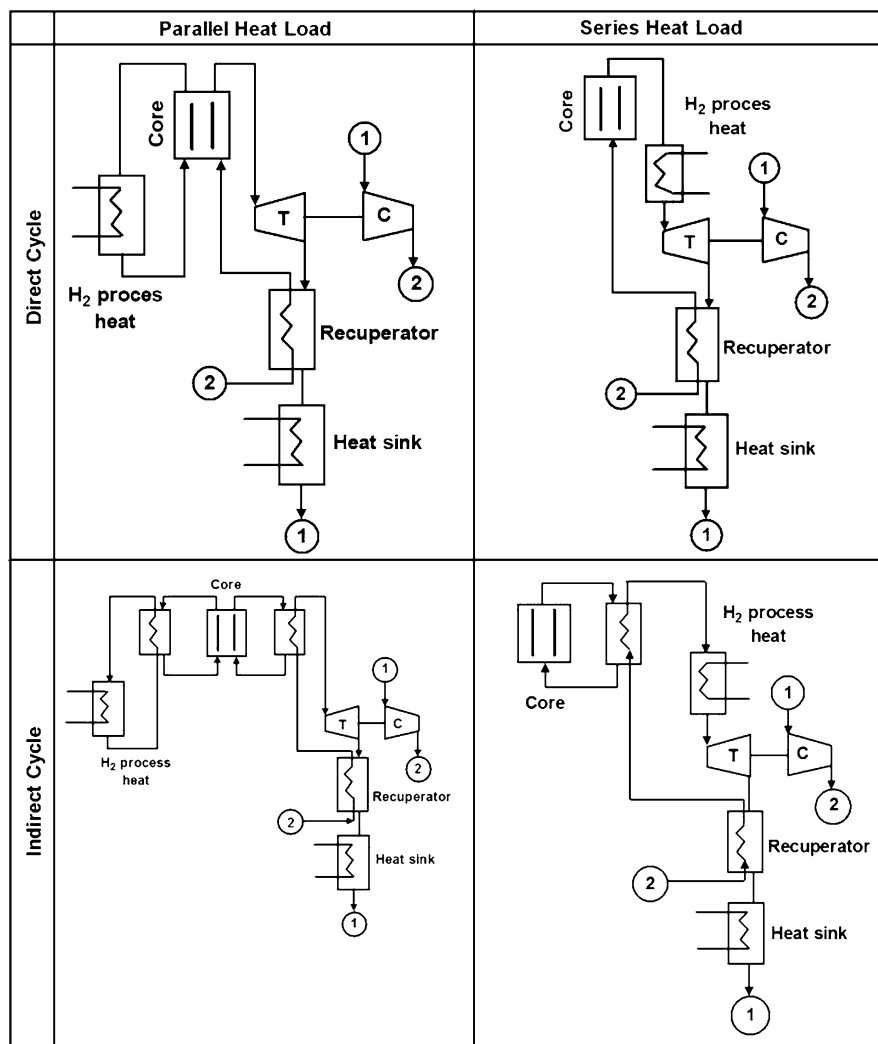 Parallel Heat Load
Series Heat Load
Direct Cycle
Core
H2 proces
heat
1
T
C
2
Recuperator
2
Heat sink
1
Core
H2 proces
heat
1
T
C
2
Recuperator
2
Heat sink
1
Indirect Cycle
Core
H2 process
heat
1
T
C
2
Recuperator
2
Heat sink
1
Core
H2 process
heat
1
T
C
2
Recuperator
2
Heat sink
1